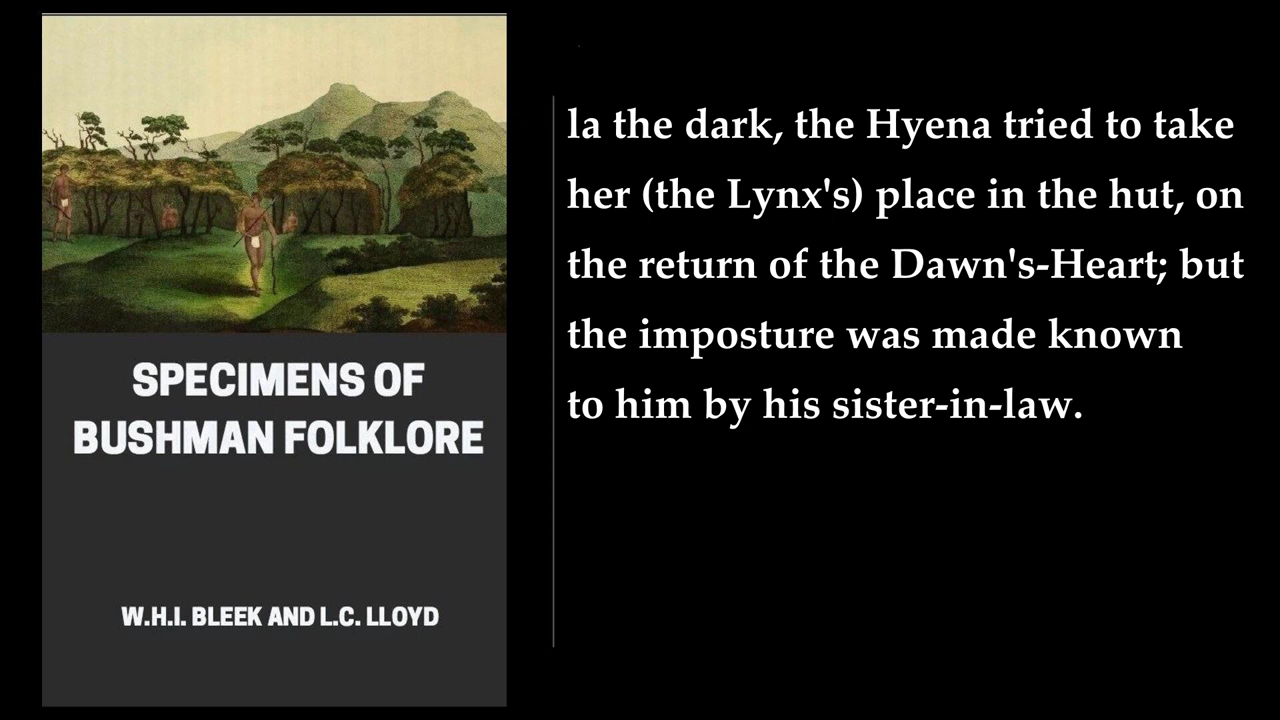 SPECIMENS OF
BUSHMAN FOLKLORE
W.H.I. BLEEK AND L.C. LLOYD
la the dark, the Hyena tried to take
her (the Lynx's) place in the hut, on
the return of the Dawn's-Heart; but
the imposture was made known
to him by his sister-in-law.